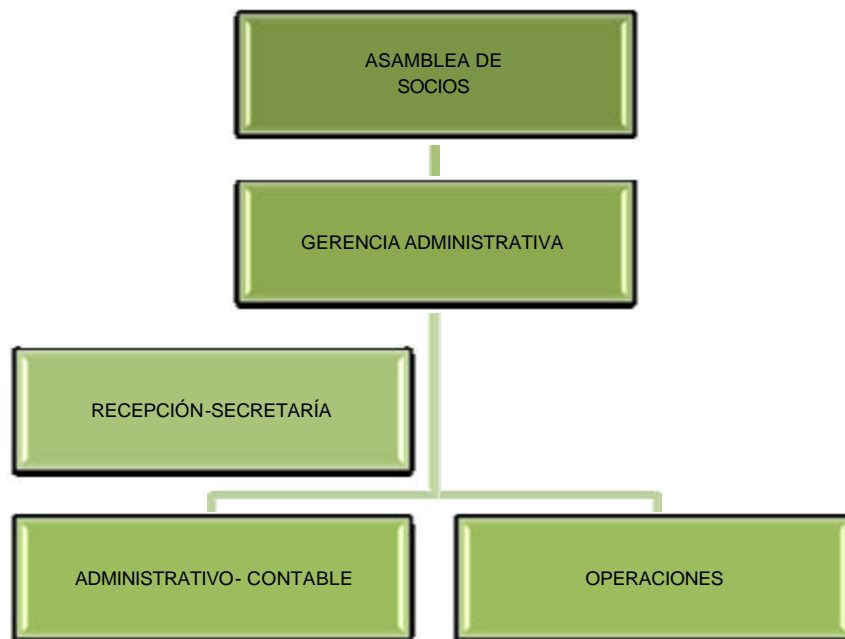 ASAMBLEA DE
SOCIOS
GERENCIA ADMINISTRATIVA
RECEPCIÓN-SECRETARÍA
ADMINISTRATIVO- CONTABLE
OPERACIONES